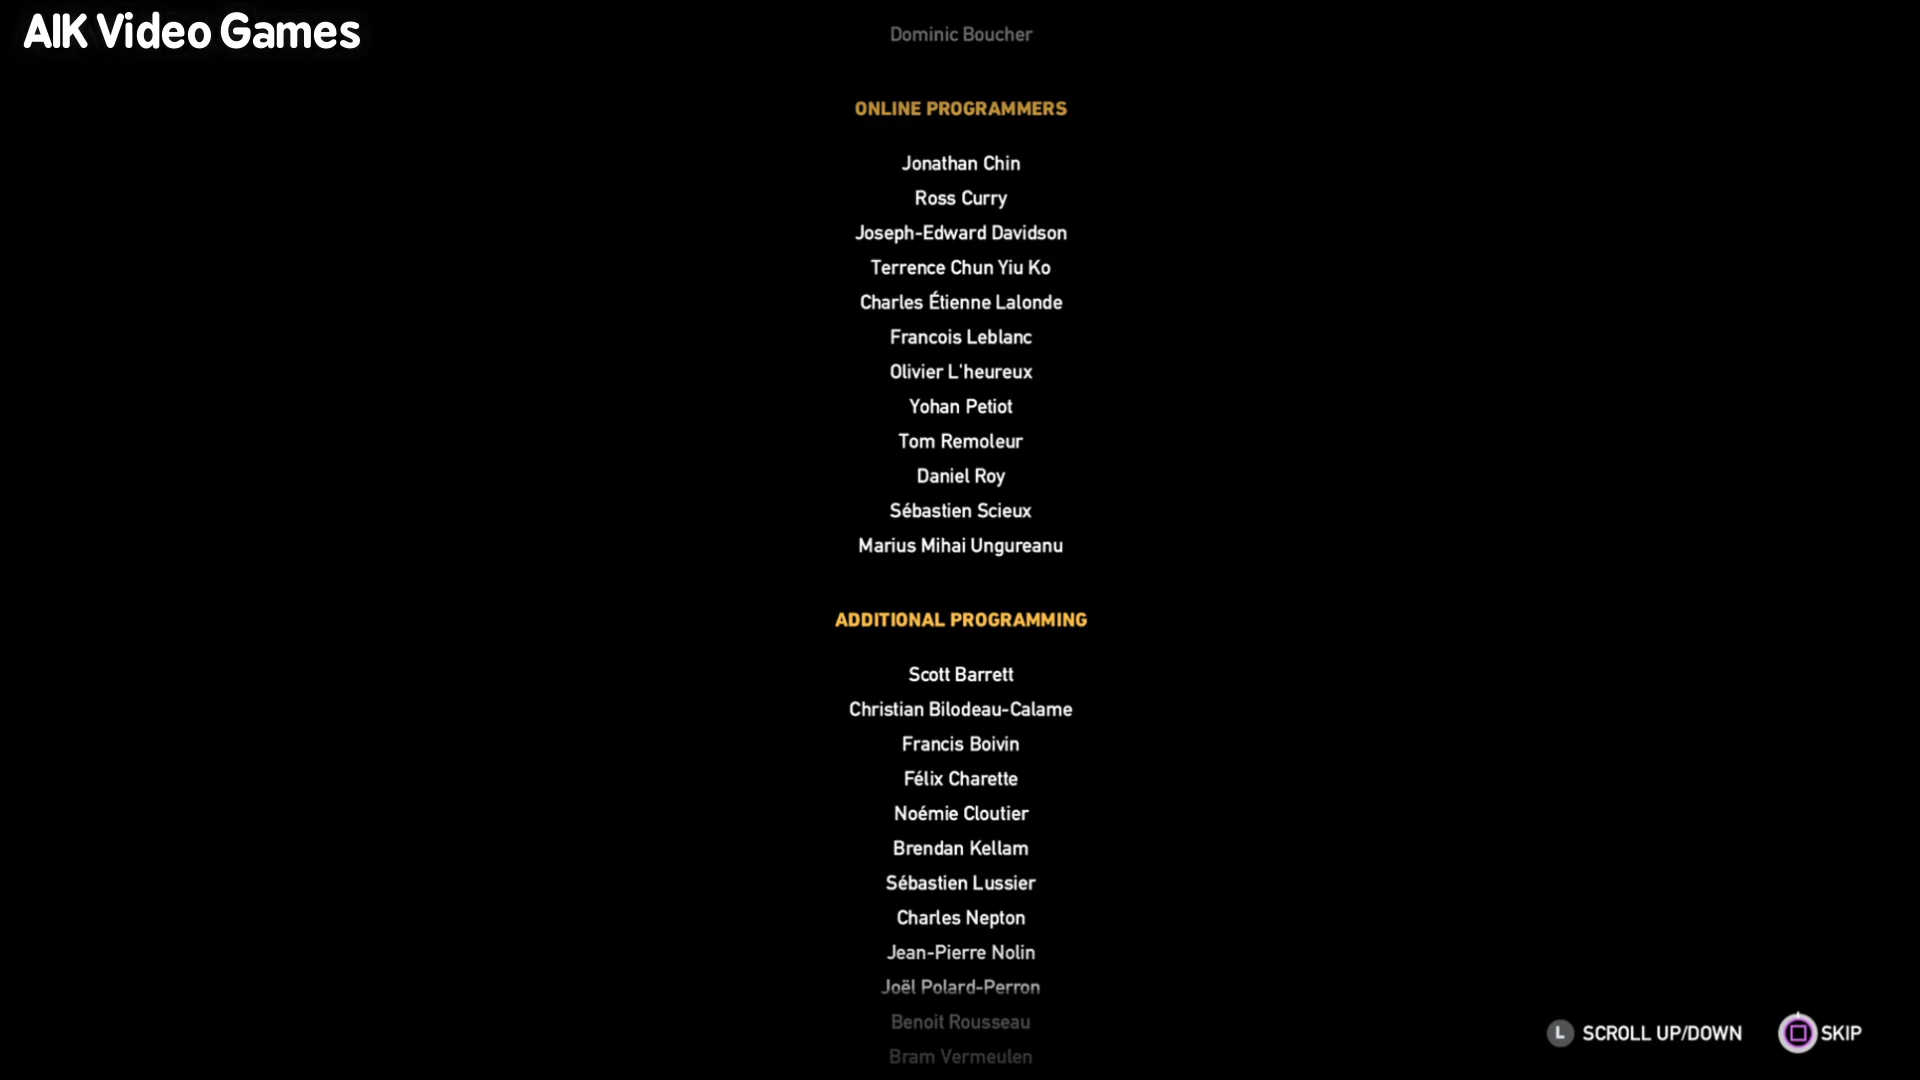 AIK Video Games
Dominic Boucher
ONLINE PROGRAMMERS
Jonathan Chin
Ross Curry
Joseph-Edward Davidson
Terrence Chun Yiu Ko
Charles Étienne Lalonde
Francois Leblanc
Olivier L'heureux
Yohan Petiot
Tom Remoleur
Daniel Roy
Sébastien Scieux
Marius Mihai Ungureanu
ADDITIONAL PROGRAMMING
Scott Barrett
Christian Bilodeau-Calame
Francis Boivin
Félix Charette
Noémie Cloutier
Brendan Kellam
Sébastien Lussier
Charles Nepton
Jean-Pierre Nolin
Joël Polard-Perron
Benoit Rousseau
Bram Vermeulen
L SCROLL UP/DOWN SKIP